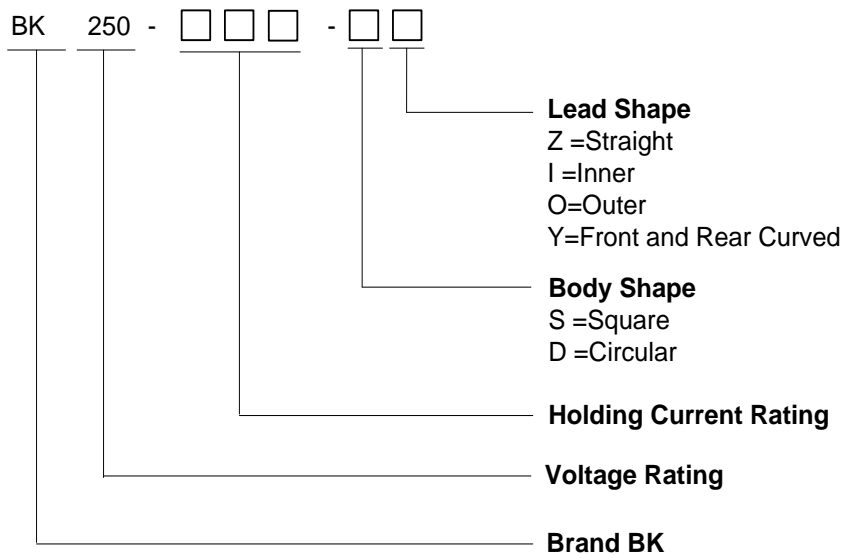 BK 250 - □ □ □ - □ □
Lead Shape
Z =Straight
I =Inner
O=Outer
Y=Front and Rear Curved
Body Shape
S =Square
D =Circular
Holding Current Rating
Voltage Rating
Brand BK